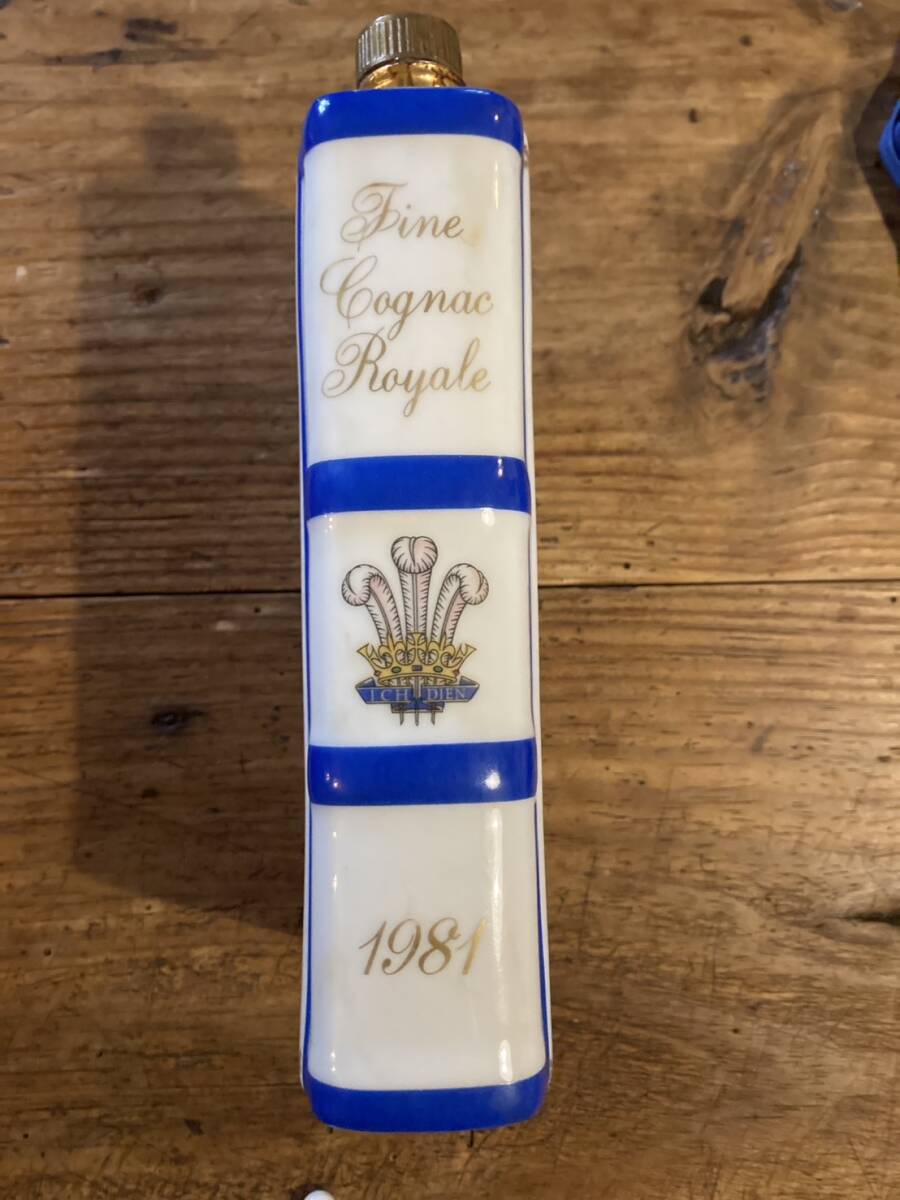 Fine
Cognac
Royale
ICH DIEN
1981